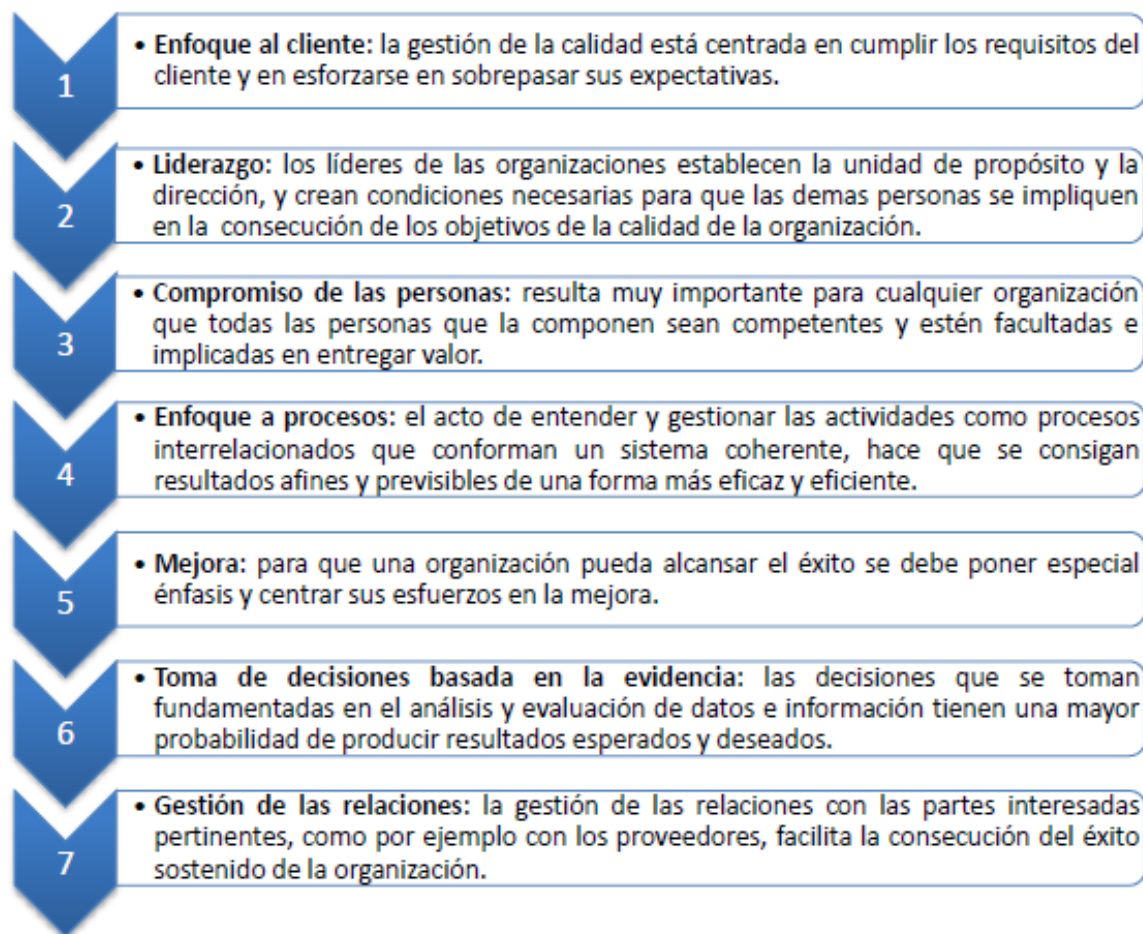 1
• Enfoque al cliente: la gestión de la calidad está centrada en cumplir los requisitos del
cliente y en esforzarse en sobrepasar sus expectativas.
2
• Liderazgo: los líderes de las organizaciones establecen la unidad de propósito y la
dirección, y crean condiciones necesarias para que las demas personas se impliquen
en la consecución de los objetivos de la calidad de la organización.
3
• Compromiso de las personas: resulta muy importante para cualquier organización
que todas las personas que la componen sean competentes y estén facultadas e
implicadas en entregar valor.
4
• Enfoque a procesos: el acto de entender y gestionar las actividades como procesos
interrelacionados que conforman un sistema coherente, hace que se consigan
resultados afines y previsibles de una forma más eficaz y eficiente.
5
• Mejora: para que una organización pueda alcansar el éxito se debe poner especial
énfasis y centrar sus esfuerzos en la mejora.
6
• Toma de decisiones basada en la evidencia: las decisiones que se toman
fundamentadas en el análisis y evaluación de datos e información tienen una mayor
probabilidad de producir resultados esperados y deseados.
7
• Gestión de las relaciones: la gestión de las relaciones con las partes interesadas
pertinentes, como por ejemplo con los proveedores, facilita la consecución del éxito
sostenido de la organización.